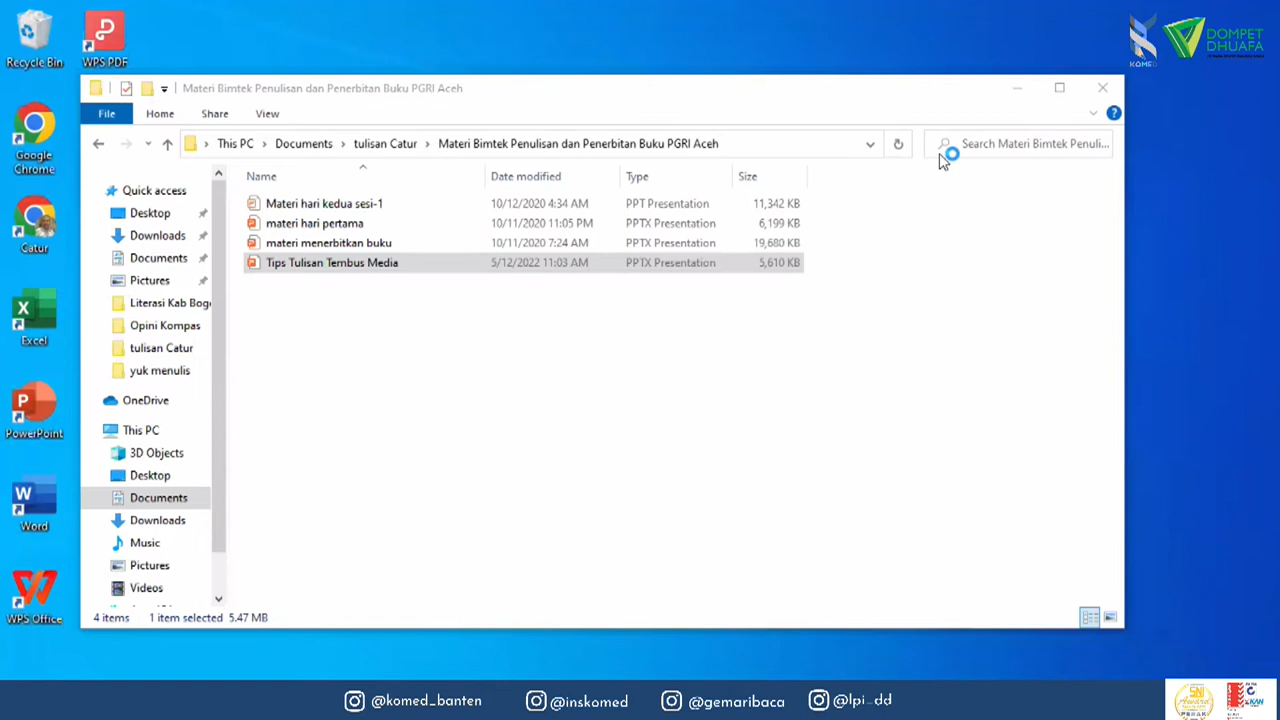 Recycle Bin
WPS PDF
KOMED
DOMPET
DHUAFA
Materi Bimtek Penulisan dan Penerbitan Buku PGRI Aceh
File Home Share View
This PC Documents tulisan Catur Materi Bimtek Penulisan dan Penerbitan Buku PGRI Aceh
Search Materi Bimtek Penuli...
Google
Chrome
Catur
Excel
PowerPoint
Word
WPS Office
Quick access
Desktop
Downloads
Documents
Pictures
Literasi Kab Bog
Opini Kompas
tulisan Catur
yuk menulis
OneDrive
This PC
3D Objects
Desktop
Documents
Downloads
Music
Pictures
Videos
Name Date modified Type Size
Materi hari kedua sesi-1 10/12/2020 4:34 AM PPT Presentation 11,342 KB
materi hari pertama 10/11/2020 11:05 PM PPTX Presentation 6,199 KB
materi menerbitkan buku 10/11/2020 7:24 AM PPTX Presentation 19,680 KB
Tips Tulisan Tembus Media 5/12/2022 11:03 AM PPTX Presentation 5,610 KB
4 items 1 item selected 5.47 MB
@komed_banten @inskomed @gemaribaca @lpi_dd
SNI
KAN